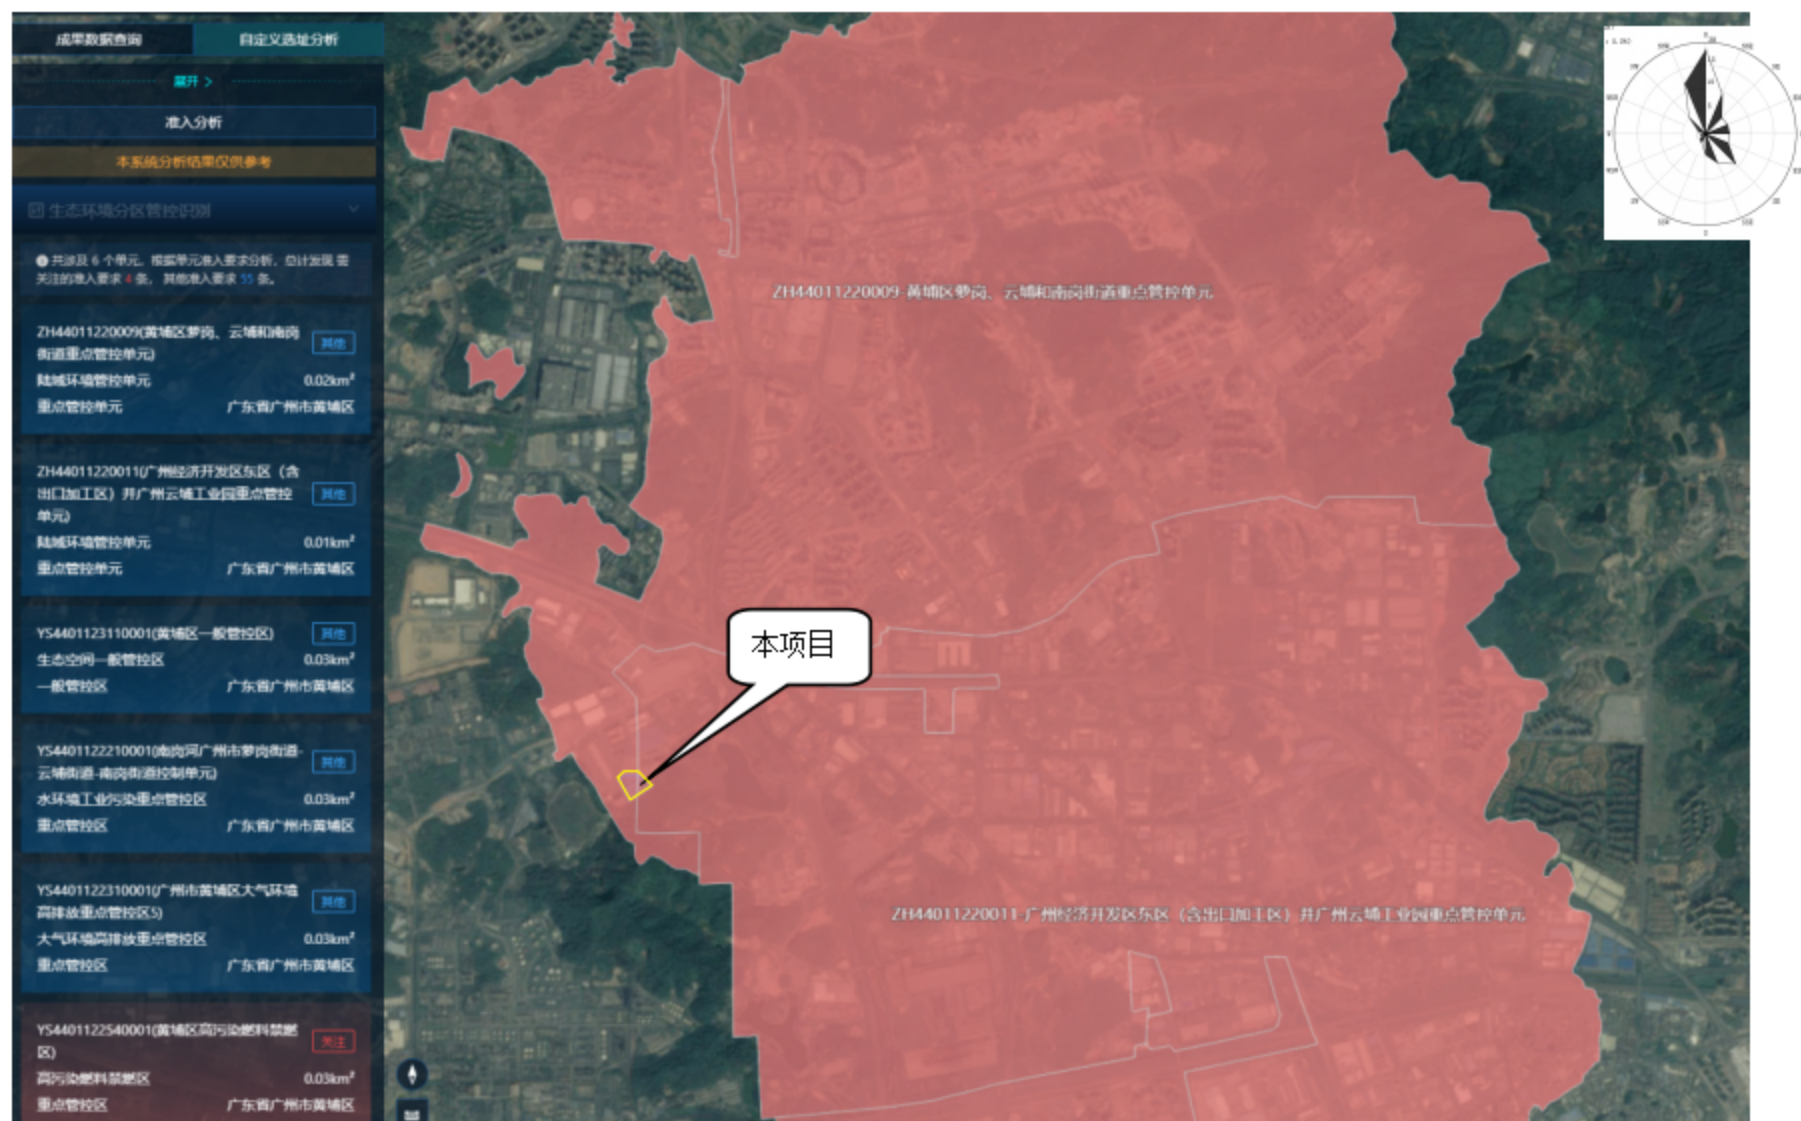 成果数据查询
自定义选址分析
展开 >
准入分析
本系统分析结果仅供参考
生态环境分区管控识别
共涉及 6 个单元，根据单元准入要求分析，总计发现 需
关注的准入要求 4 条，其他准入要求 55 条。
ZH44011220009(黄埔区萝岗、云埔和南岗
街道重点管控单元)
其他
陆域环境管控单元
0.02km²
重点管控单元
广东省广州市黄埔区
ZH44011220011(广州经济开发区东区（含
出口加工区）并广州云埔工业园重点管控
单元)
其他
陆域环境管控单元
0.01km²
重点管控单元
广东省广州市黄埔区
YS4401123110001(黄埔区一般管控区)
其他
生态空间一般管控区
0.03km²
一般管控区
广东省广州市黄埔区
YS4401122210001(南岗河广州市萝岗街道-
云埔街道-南岗街道控制单元)
其他
水环境工业污染重点管控区
0.03km²
重点管控区
广东省广州市黄埔区
YS4401122310001(广州市黄埔区大气环境
高排放重点管控区5)
其他
大气环境高排放重点管控区
0.03km²
重点管控区
广东省广州市黄埔区
YS4401122540001(黄埔区高污染燃料禁燃
区)
关注
高污染燃料禁燃区
0.03km²
重点管控区
广东省广州市黄埔区
ZH44011220009-黄埔区萝岗、云埔和南岗街道重点管控单元
本项目
ZH44011220011-广州经济开发区东区（含出口加工区）并广州云埔工业园重点管控单元